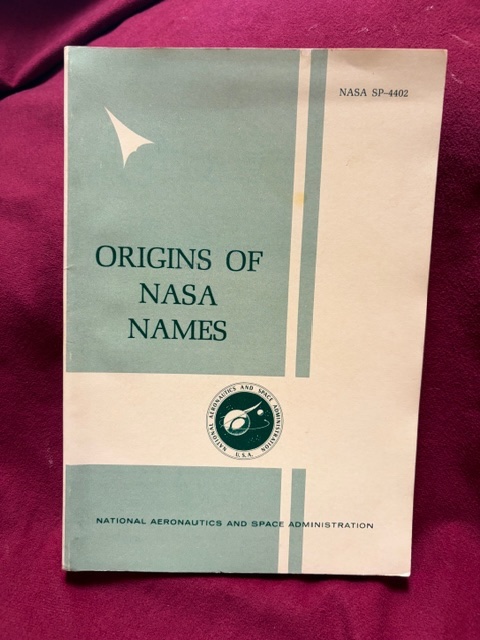 NASA SP-4402
ORIGINS OF
NASA
NAMES
NATIONAL AERONAUTICS AND SPACE ADMINISTRATION
U.S.A.
NATIONAL AERONAUTICS AND SPACE ADMINISTRATION